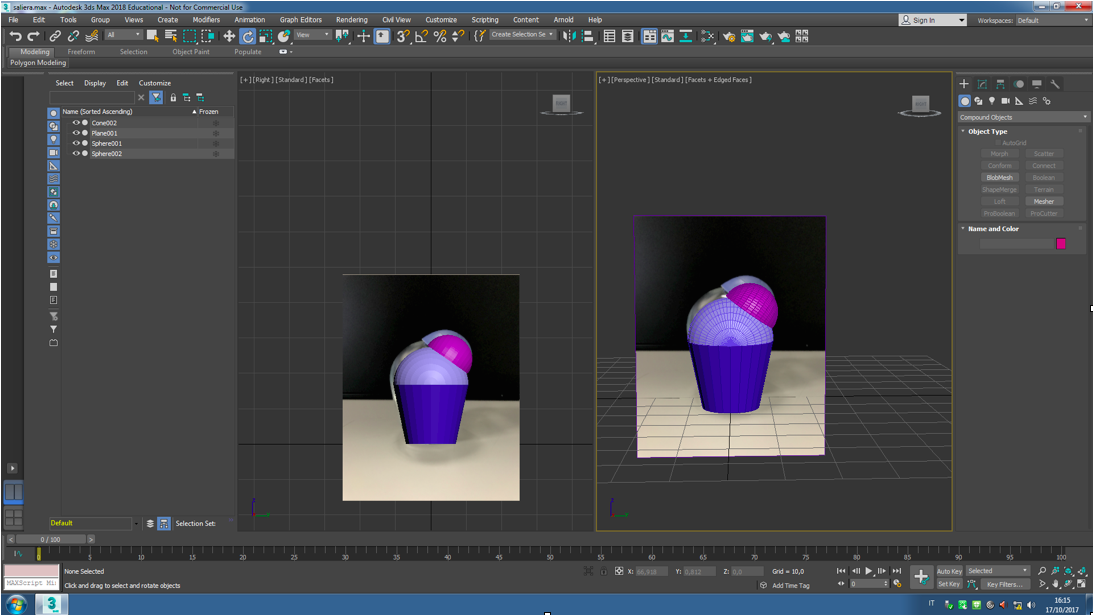 saliera.max - Autodesk 3ds Max 2018 Educational - Not for Commercial Use
File Edit Tools Group Views Create Modifiers Animation Graph Editors Rendering Civil View Customize Scripting Content Arnold Help Sign In Workspaces: Default
All View Create Selection Se
Modeling Freeform Selection Object Paint Populate
Polygon Modeling
Select Display Edit Customize
Name (Sorted Ascending) Frozen
Cone002
Plane001
Sphere001
Sphere002
[+] [Right] [Standard] [Facets]
[+] [Perspective] [Standard] [Facets + Edged Faces]
Compound Objects
Object Type
AutoGrid
Morph Scatter
Conform Connect
BlobMesh Boolean
ShapeMerge Terrain
Loft Mesher
ProBoolean ProCutter
Name and Color
Default Selection Set:
0 / 100
0 5 10 15 20 25 30 35 40 45 50 55 60 65 70 75 80 85 90 95 100
None Selected X: 66,918 Y: 0,812 Z: 0,0 Grid = 10,0 Auto Key Selected
MAXScript Mi Click and drag to select and rotate objects Add Time Tag 0 Set Key Key Filters...
IT 16:15
17/10/2017